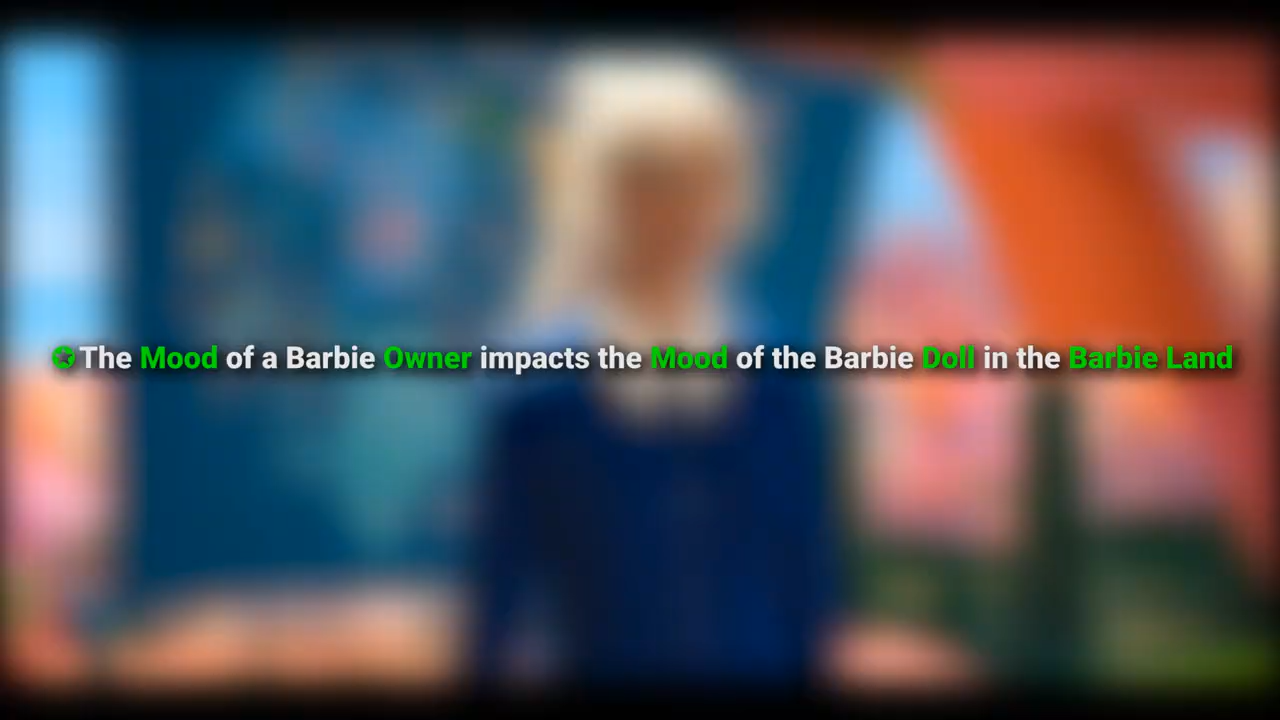 ✪The Mood of a Barbie Owner impacts the Mood of the Barbie Doll in the Barbie Land